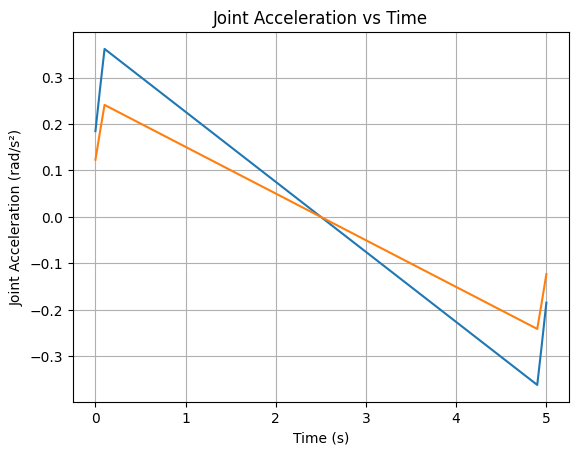 Joint Acceleration vs Time
Joint Acceleration (rad/s²)
0.3
0.2
0.1
0.0
−0.1
−0.2
−0.3
0 1 2 3 4 5
Time (s)